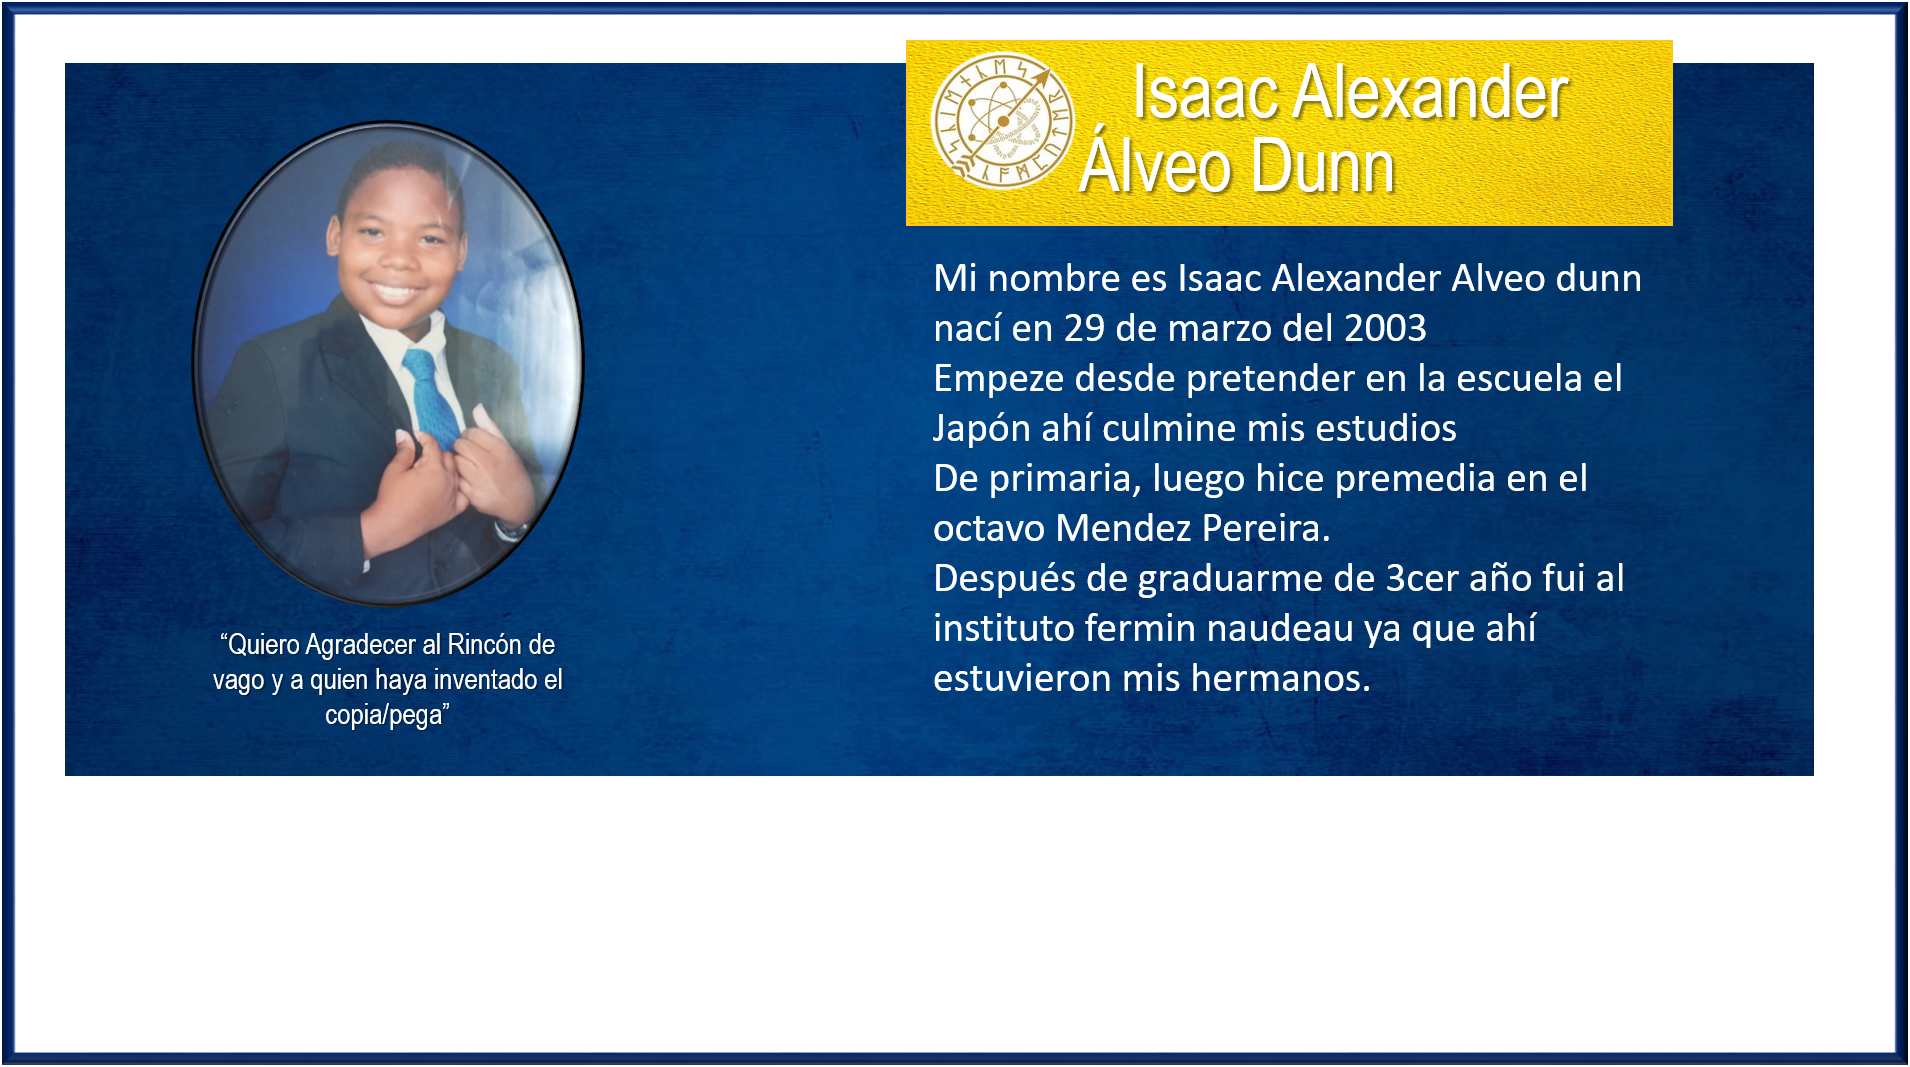 Isaac Alexander
Álveo Dunn
Mi nombre es Isaac Alexander Alveo dunn
nací en 29 de marzo del 2003
Empeze desde pretender en la escuela el
Japón ahí culmine mis estudios
De primaria, luego hice premedia en el
octavo Mendez Pereira.
Después de graduarme de 3cer año fui al
instituto fermin naudeau ya que ahí
estuvieron mis hermanos.
“Quiero Agradecer al Rincón de
vago y a quien haya inventado el
copia/pega”